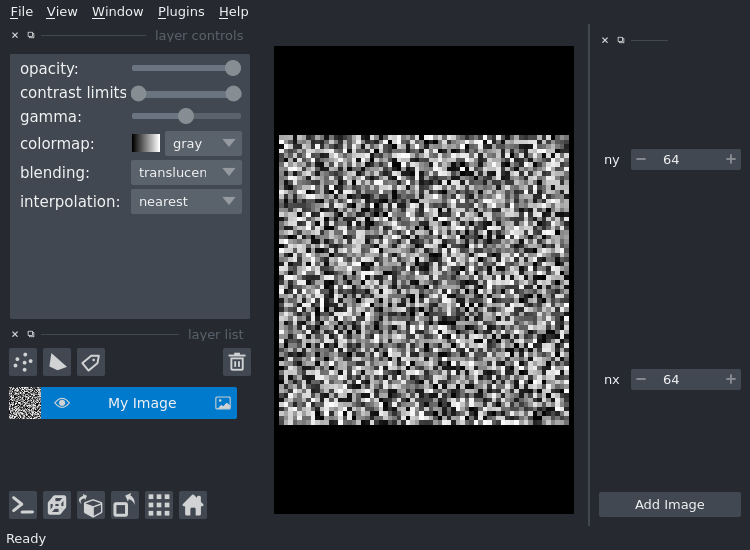 File View Window Plugins Help
layer controls
opacity:
contrast limits
gamma:
colormap: gray
blending: translucen
interpolation: nearest
layer list
My Image
Ready
ny 64
nx 64
Add Image